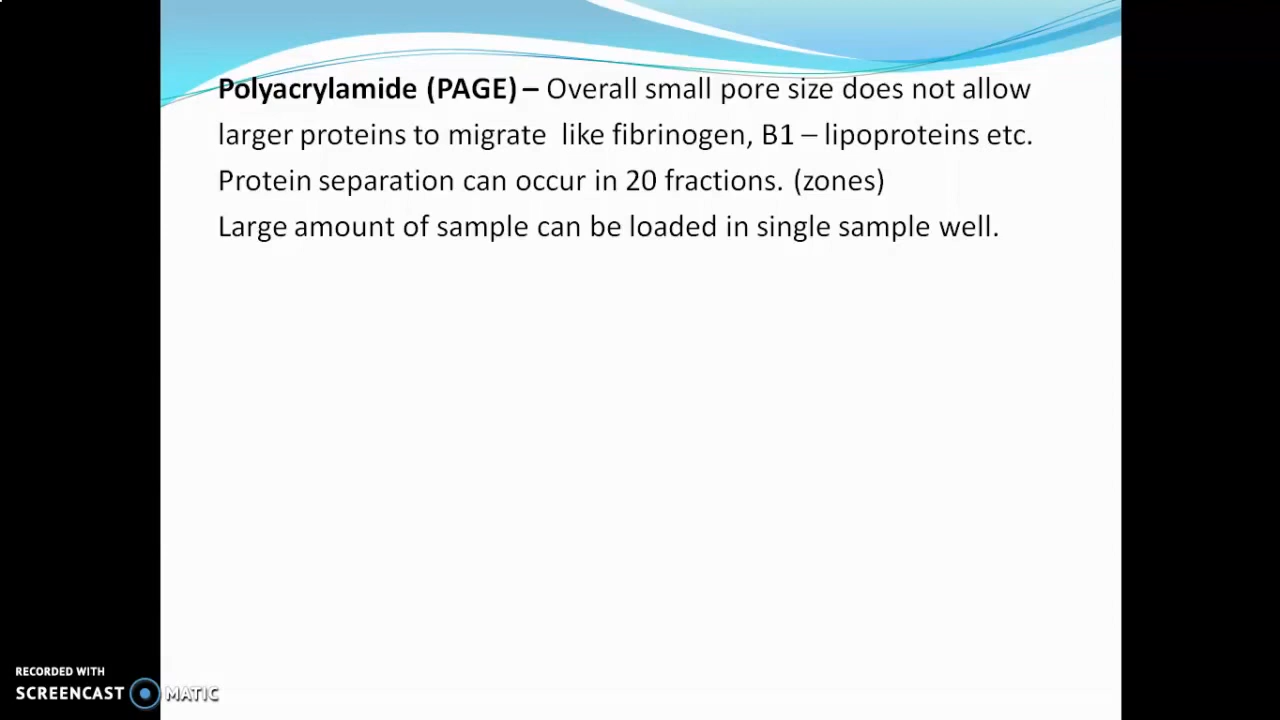 Polyacrylamide (PAGE) – Overall small pore size does not allow
larger proteins to migrate  like fibrinogen, B1 – lipoproteins etc.
Protein separation can occur in 20 fractions. (zones)
Large amount of sample can be loaded in single sample well.
RECORDED WITH
SCREENCAST MATIC